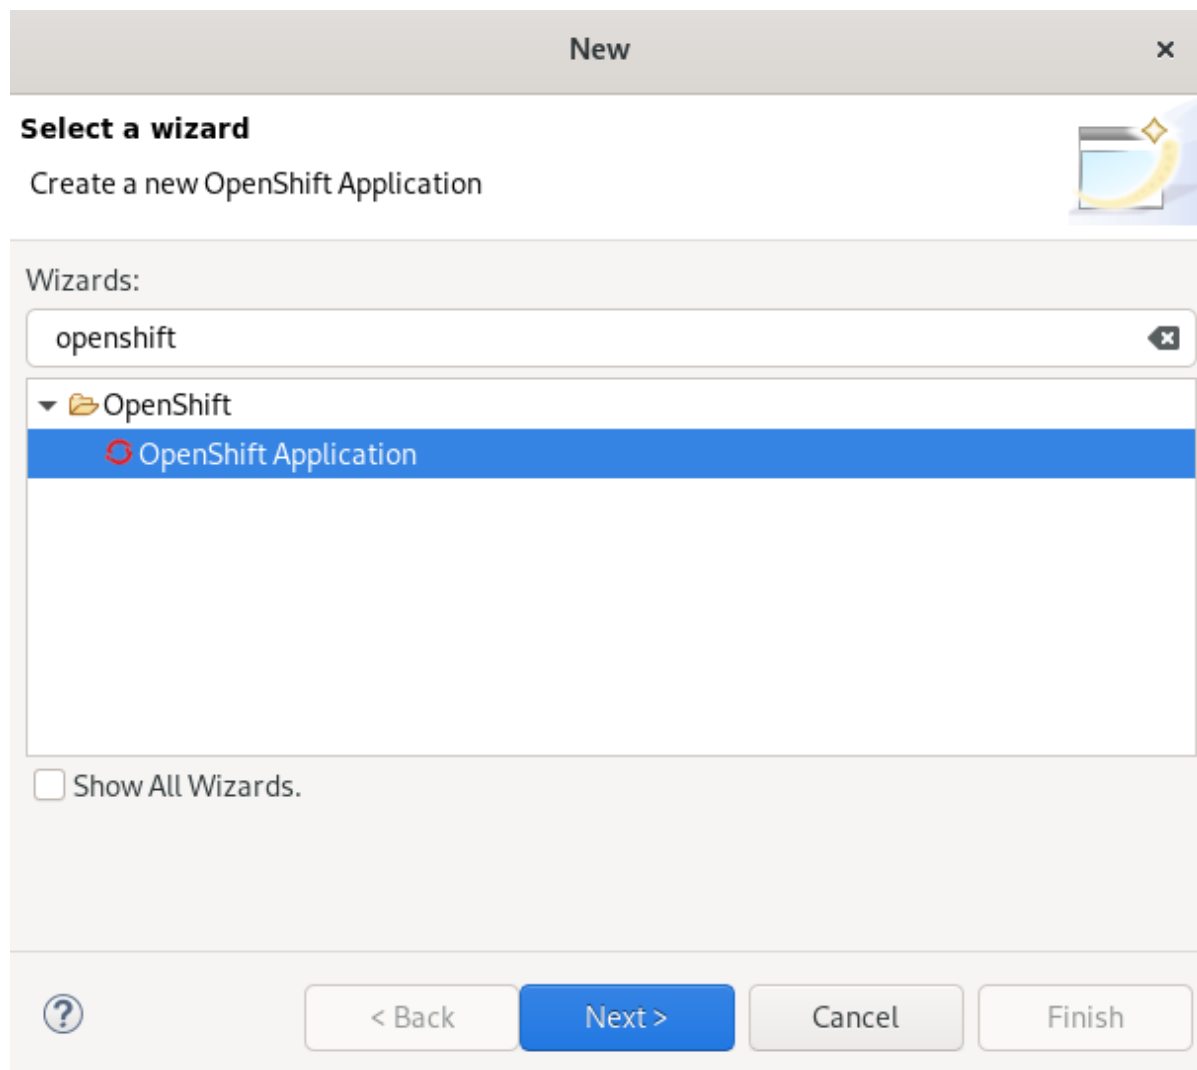 New
Select a wizard
Create a new OpenShift Application
Wizards:
openshift
OpenShift
OpenShift Application
Show All Wizards.
? < Back Next > Cancel Finish